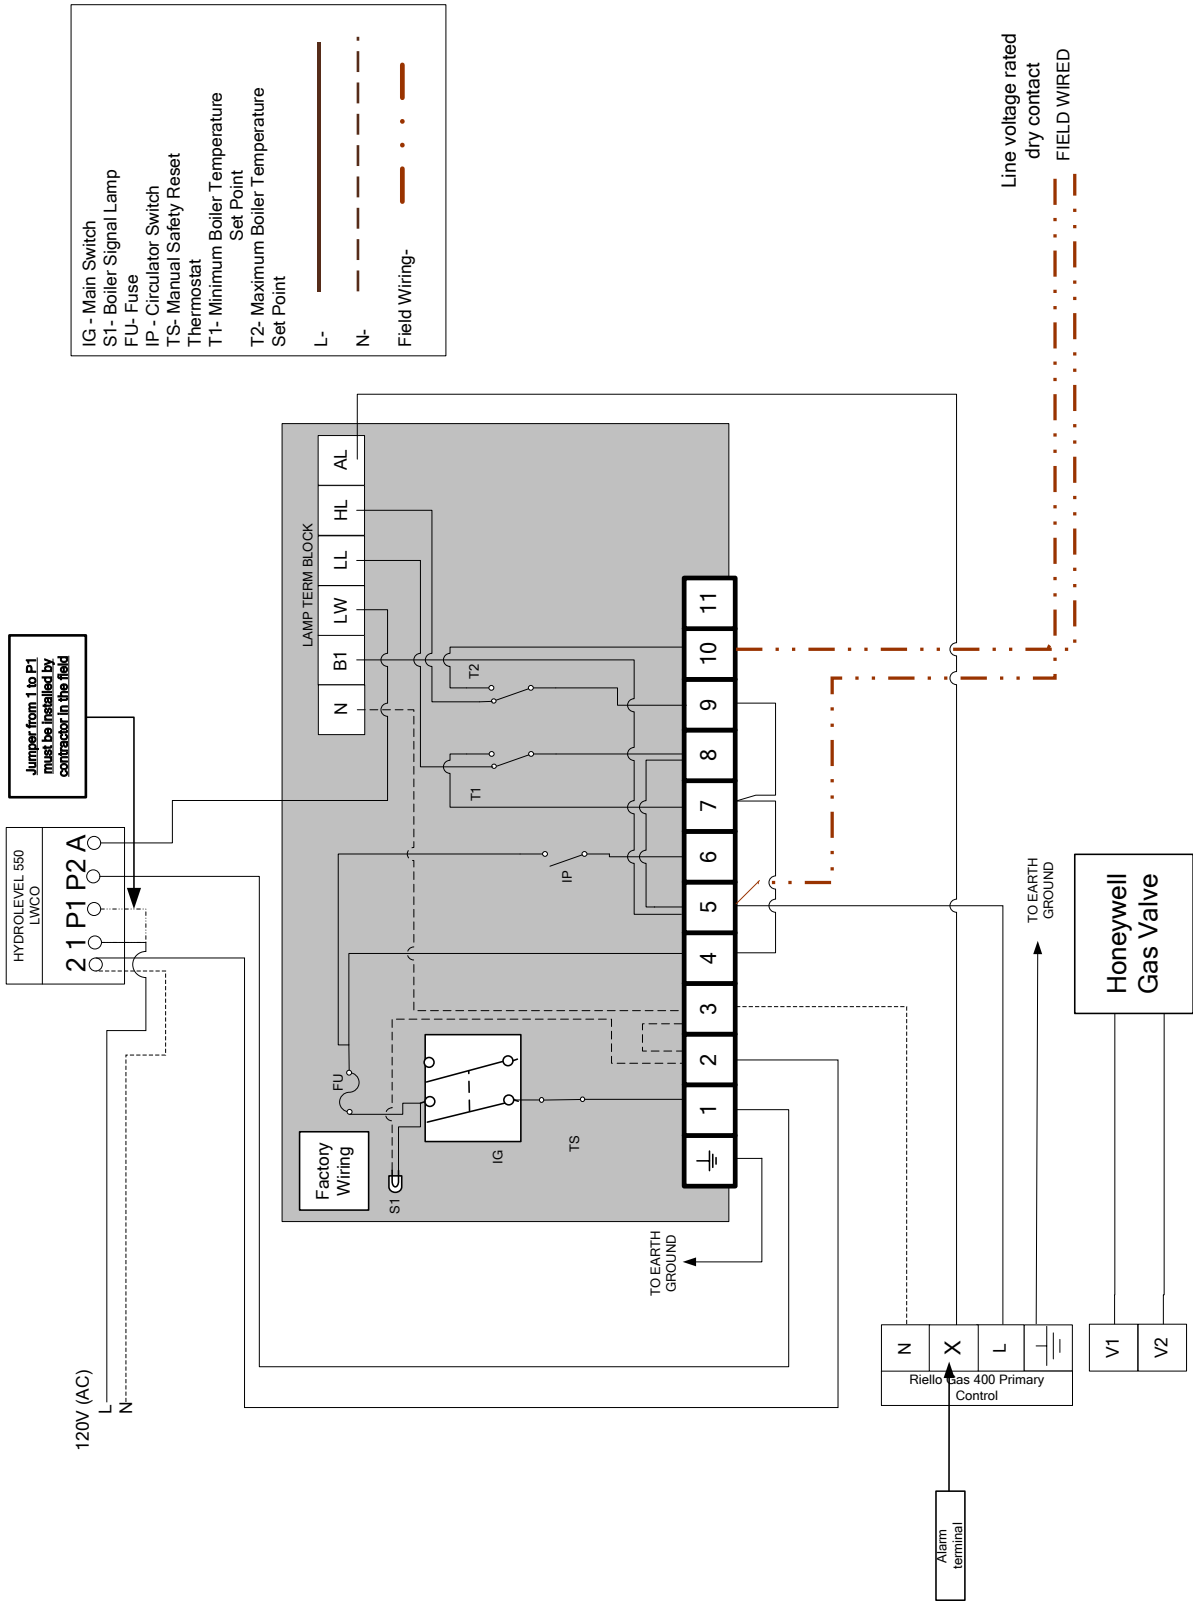 IG - Main Switch
S1- Boiler Signal Lamp
FU- Fuse
IP - Circulator Switch
TS- Manual Safety Reset
Thermostat
T1- Minimum Boiler Temperature
Set Point
T2- Maximum Boiler Temperature
Set Point
L-
N-
Field Wiring-
Jumper from 1 to P1
must be installed by
contractor in the field
HYDROLEVEL 550
LWCO
2 1 P1 P2 A
120V (AC)
L
N
LAMP TERM BLOCK
N B1 LW LL HL AL
Factory
Wiring
FU
S1
IG
TS
IP
T1
T2
1 2 3 4 5 6 7 8 9 10 11
TO EARTH
GROUND
Line voltage rated
dry contact
FIELD WIRED
TO EARTH
GROUND
N
X
L
Riello Gas 400 Primary
Control
Alarm
terminal
Honeywell
Gas Valve
V1
V2